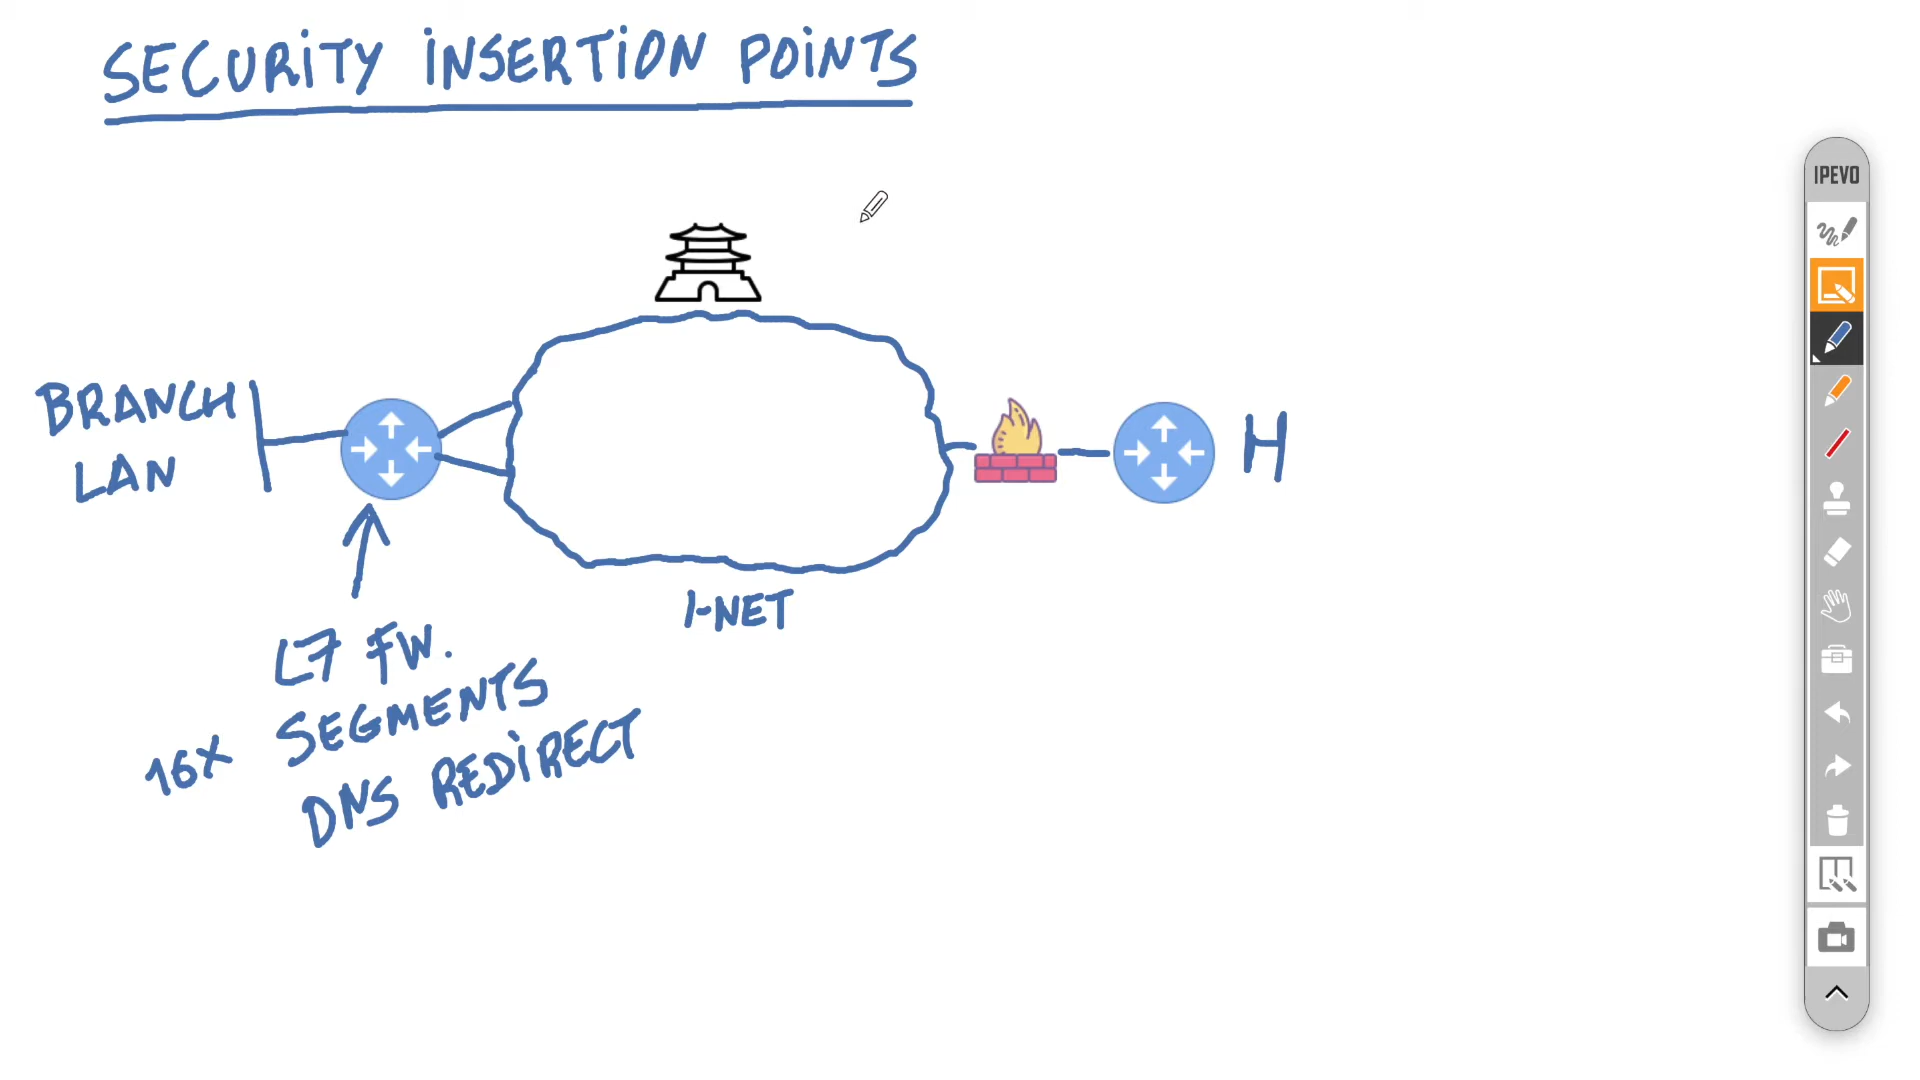 SECURITY INSERTION POINTS
IPEVO
BRANCH
LAN
H
I-NET
L7 FW.
16X SEGMENTS
DNS REDIRECT